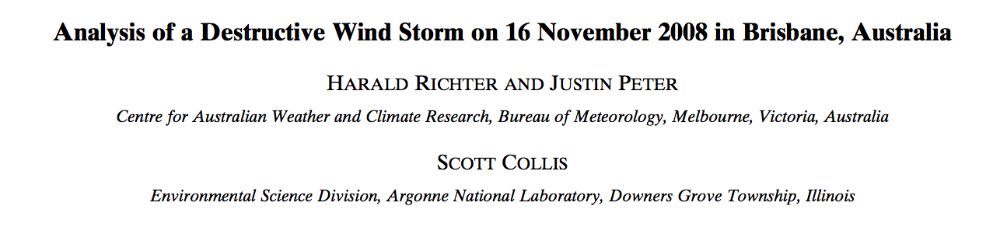 Analysis of a Destructive Wind Storm on 16 November 2008 in Brisbane, Australia
HARALD RICHTER AND JUSTIN PETER
Centre for Australian Weather and Climate Research, Bureau of Meteorology, Melbourne, Victoria, Australia
SCOTT COLLIS
Environmental Science Division, Argonne National Laboratory, Downers Grove Township, Illinois